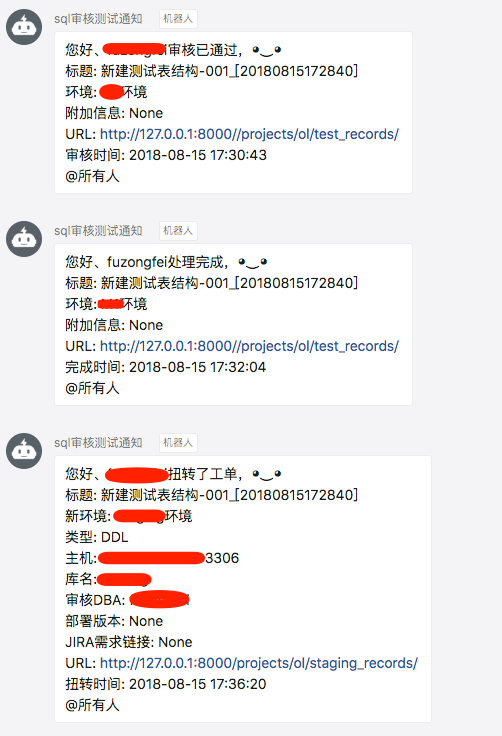 sql审核测试通知 机器人
您好、审核已通过，◕‿◕
标题: 新建测试表结构-001_[20180815172840]
环境: 环境
附加信息: None
URL: http://127.0.0.1:8000//projects/ol/test_records/
审核时间: 2018-08-15 17:30:43
@所有人
sql审核测试通知 机器人
您好、fuzongfei处理完成，◕‿◕
标题: 新建测试表结构-001_[20180815172840]
环境: 环境
附加信息: None
URL: http://127.0.0.1:8000//projects/ol/test_records/
完成时间: 2018-08-15 17:32:04
@所有人
sql审核测试通知 机器人
您好、扭转了工单，◕‿◕
标题: 新建测试表结构-001_[20180815172840]
新环境: 环境
类型: DDL
主机: 3306
库名:
审核DBA:
部署版本: None
JIRA需求链接: None
URL: http://127.0.0.1:8000/projects/ol/staging_records/
扭转时间: 2018-08-15 17:36:20
@所有人